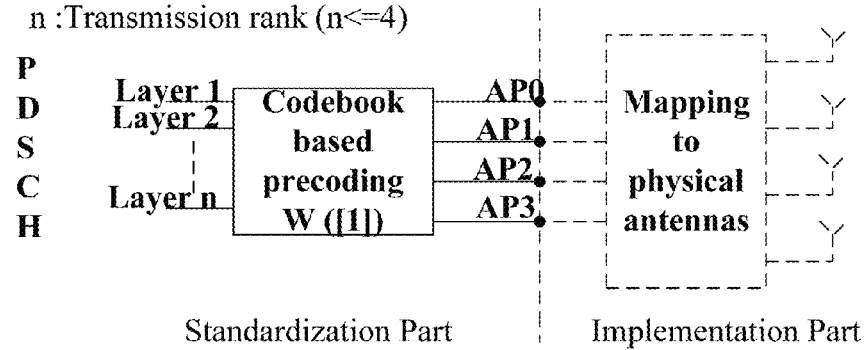 n :Transmission rank (n<=4)
P
D
S
C
H
Layer 1
Layer 2
Layer n
Codebook
based
precoding
W ([1])
AP0
AP1
AP2
AP3
Mapping
to
physical
antennas
Standardization Part
Implementation Part